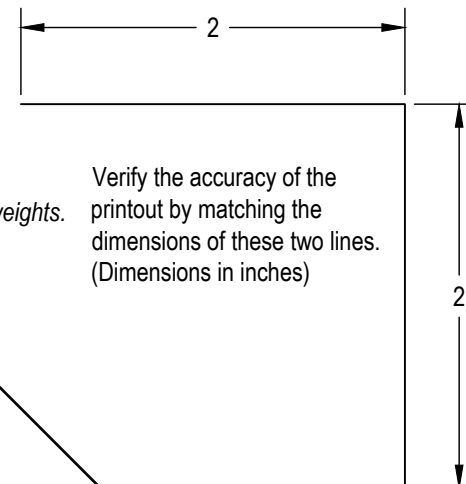 2
Verify the accuracy of the
printout by matching the
dimensions of these two lines.
(Dimensions in inches)
2